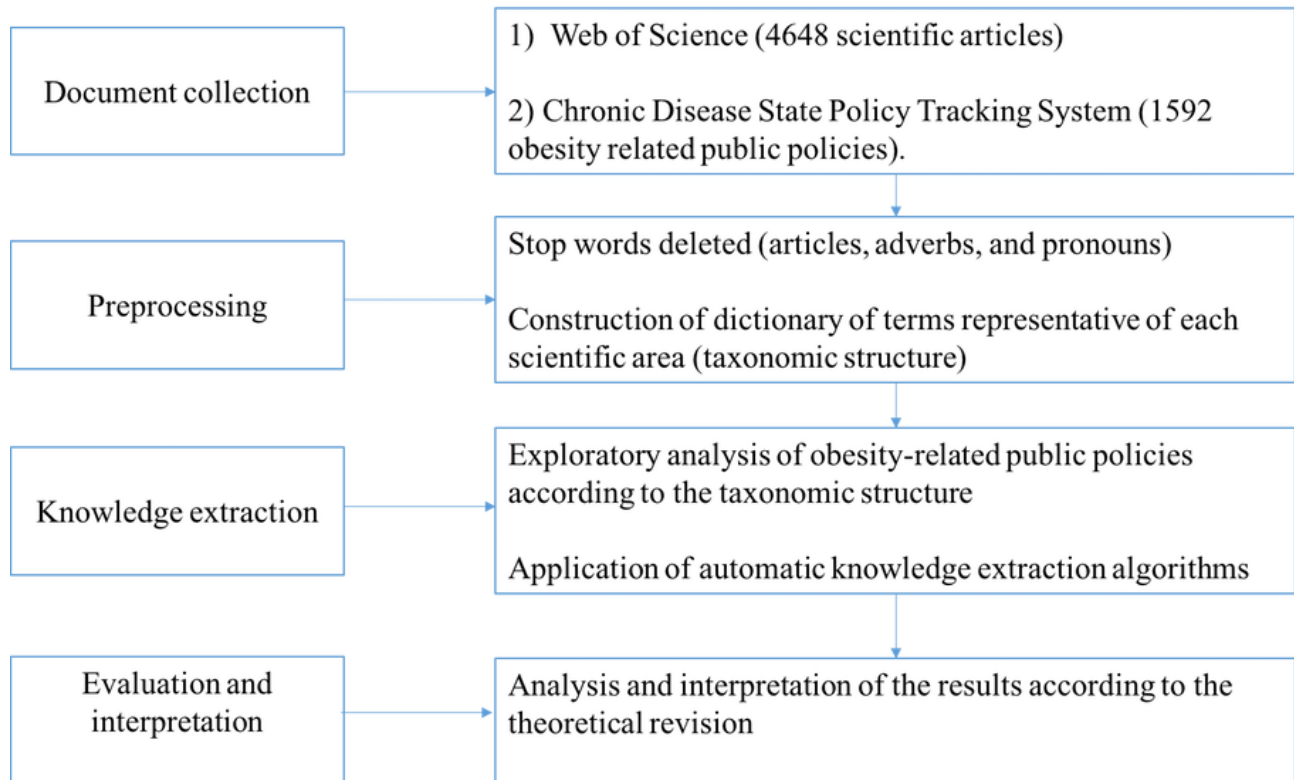 Document collection
1) Web of Science (4648 scientific articles)
2) Chronic Disease State Policy Tracking System (1592
obesity related public policies).
Preprocessing
Stop words deleted (articles, adverbs, and pronouns)
Construction of dictionary of terms representative of each
scientific area (taxonomic structure)
Knowledge extraction
Exploratory analysis of obesity-related public policies
according to the taxonomic structure
Application of automatic knowledge extraction algorithms
Evaluation and
interpretation
Analysis and interpretation of the results according to the
theoretical revision